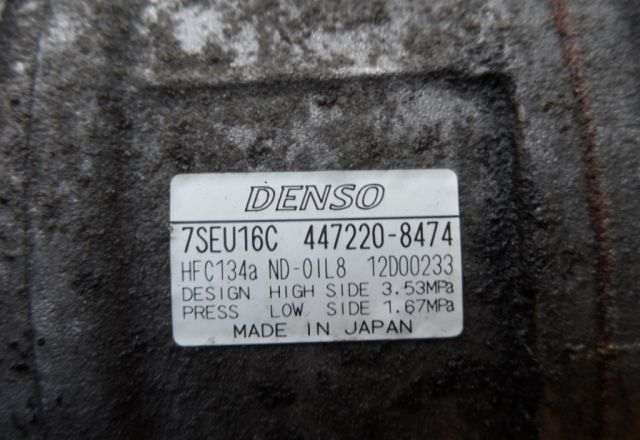 DENSO
7SEU16C 447220-8474
HFC134a ND-OIL8 12D00233
DESIGN HIGH SIDE 3.53MPa
PRESS LOW SIDE 1.67MPa
MADE IN JAPAN